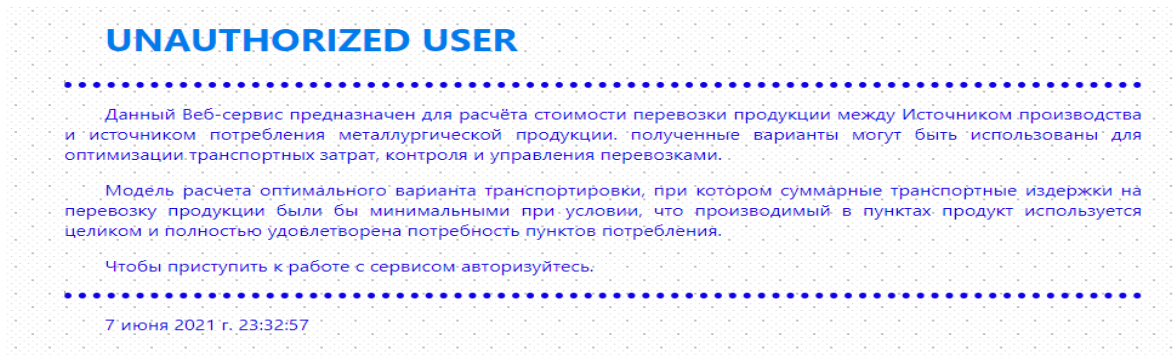 UNAUTHORIZED USER
Данный Веб-сервис предназначен для расчёта стоимости перевозки продукции между Источником производства
и источником потребления металлургической продукции. полученные варианты могут быть использованы для
оптимизации транспортных затрат, контроля и управления перевозками.
Модель расчета оптимального варианта транспортировки, при котором суммарные транспортные издержки на
перевозку продукции были бы минимальными при условии, что производимый в пунктах продукт используется
целиком и полностью удовлетворена потребность пунктов потребления.
Чтобы приступить к работе с сервисом авторизуйтесь.
7 июня 2021 г. 23:32:57